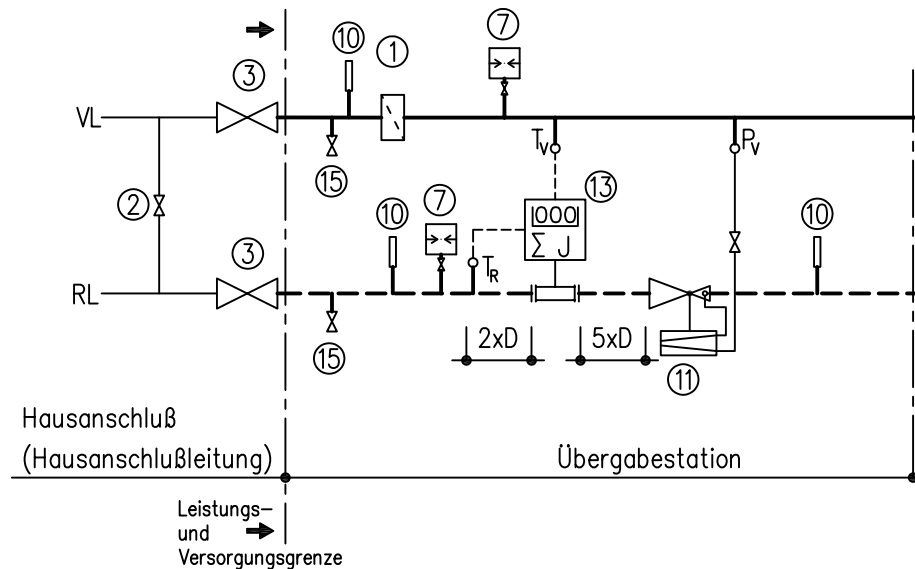 7
10
1
3
VL
T_V
P_V
15
13
2
10
7
10
|000|
Σ J
3
T_R
RL
2xD
5xD
15
11
Hausanschluß
(Hausanschlußleitung)
Übergabestation
Leistungs-
und
Versorgungsgrenze